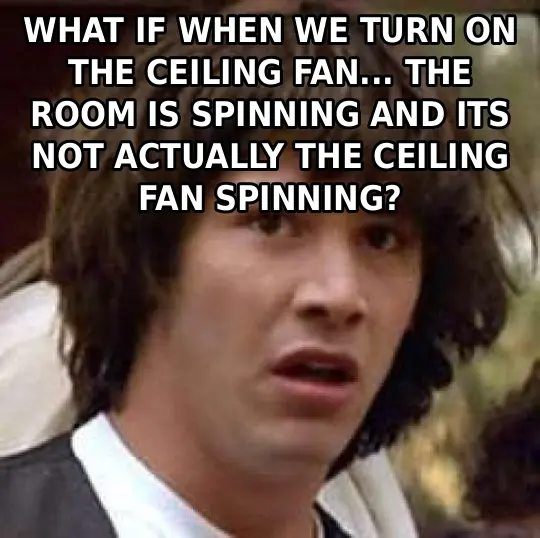 WHAT IF WHEN WE TURN ON
THE CEILING FAN... THE
ROOM IS SPINNING AND ITS
NOT ACTUALLY THE CEILING
FAN SPINNING?